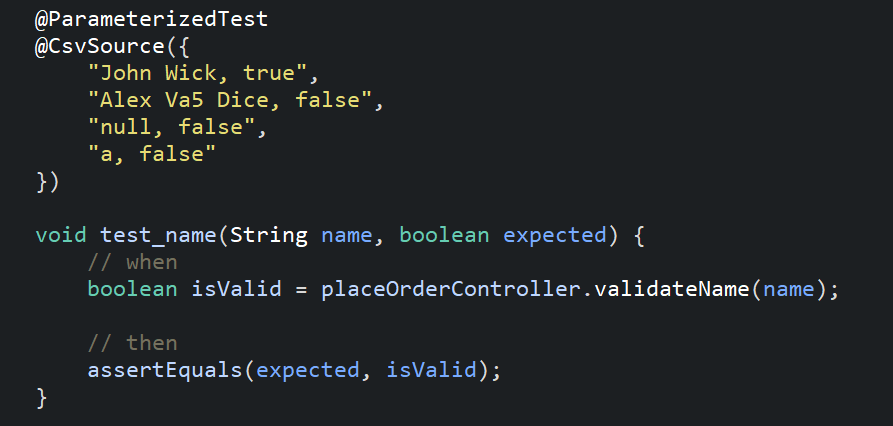 @ParameterizedTest
@CsvSource({
    "John Wick, true",
    "Alex Va5 Dice, false",
    "null, false",
    "a, false"
})
void test_name(String name, boolean expected) {
    // when
    boolean isValid = placeOrderController.validateName(name);
    // then
    assertEquals(expected, isValid);
}